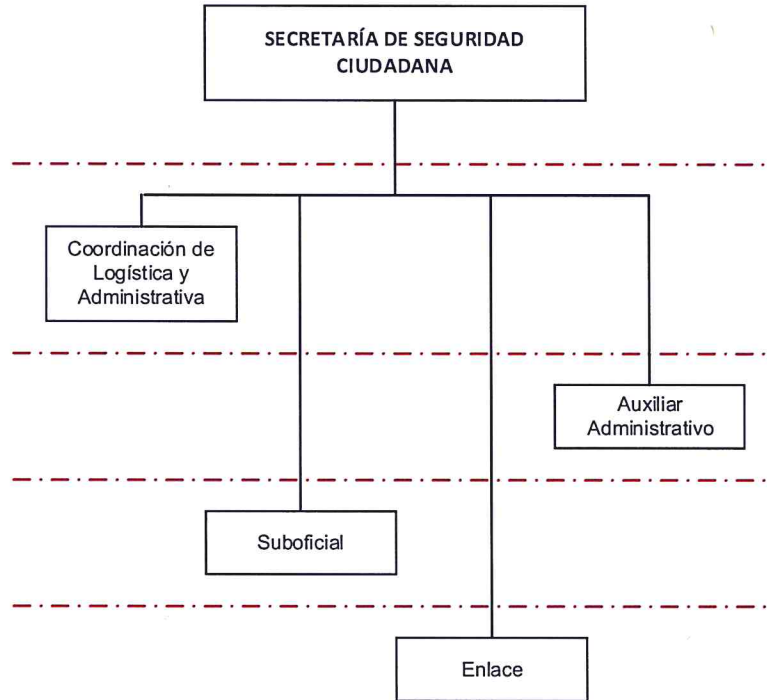 SECRETARÍA DE SEGURIDAD
CIUDADANA
Coordinación de
Logística y
Administrativa
Auxiliar
Administrativo
Suboficial
Enlace